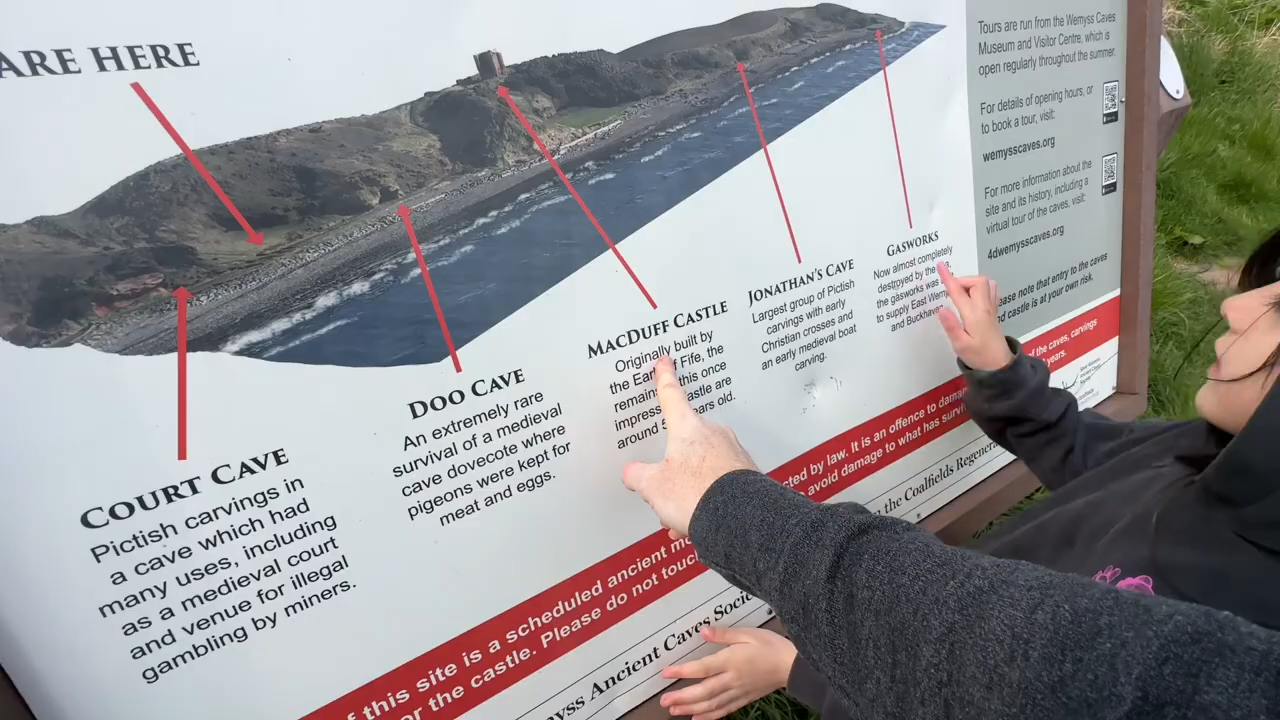 ARE HERE
COURT CAVE
Pictish carvings in
a cave which had
many uses, including
as a medieval court
and venue for illegal
gambling by miners.
DOO CAVE
An extremely rare
survival of a medieval
cave dovecote where
pigeons were kept for
meat and eggs.
MACDUFF CASTLE
Originally built by
the Earl of Fife, the
this once
castle are
around years old.
JONATHAN'S CAVE
Largest group of Pictish
carvings with early
Christian crosses and
an early medieval boat
carving.
GASWORKS
Now almost completely
destroyed by the
the gasworks was
to supply East
and
Tours are run from the Wemyss Caves
Museum and Visitor Centre, which is
open regularly throughout the summer.
For details of opening hours, or
to book a tour, visit:
wemysscaves.org
For more information about the
site and its history, including a
virtual tour of the caves, visit:
4dwemysscaves.org
note that entry to the caves
castle is at your own risk.
this site is a scheduled ancient
by law. It is an offence to
of the caves, carvings
or the castle. Please do not
avoid damage to what has
years.
Ancient Caves
the Coalfields